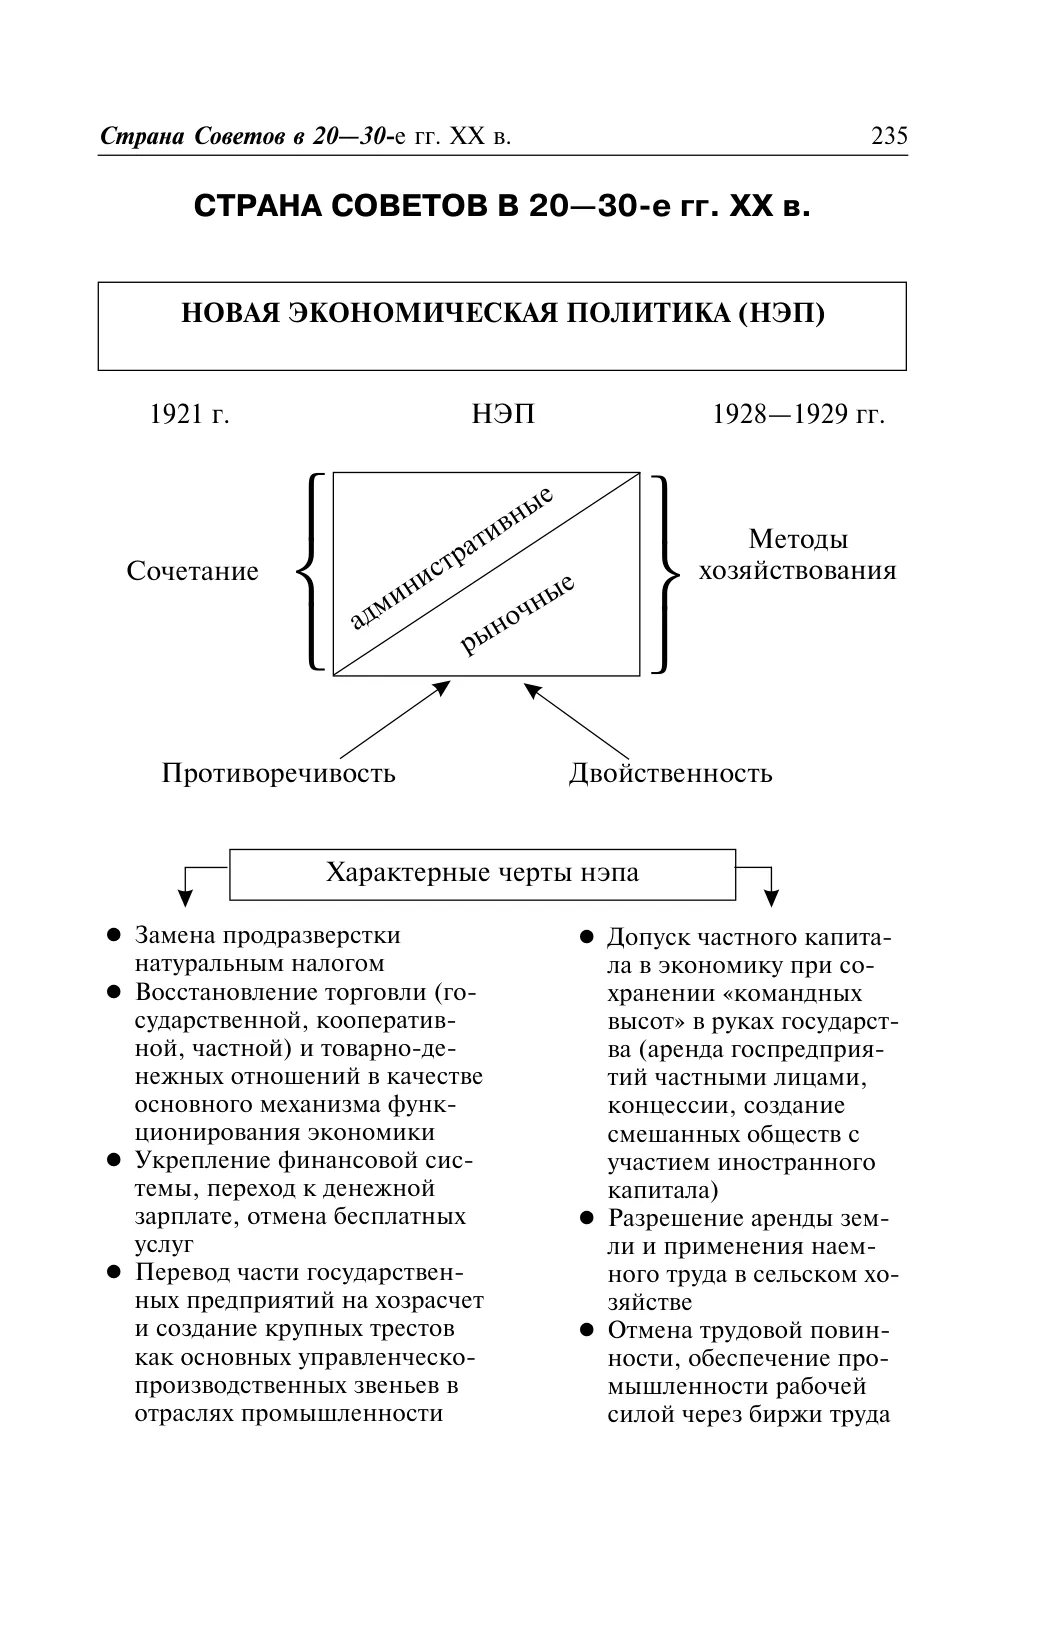 Страна Советов в 20—30-е гг. XX в. 235
СТРАНА СОВЕТОВ В 20—30-е гг. XX в.
НОВАЯ ЭКОНОМИЧЕСКАЯ ПОЛИТИКА (НЭП)
1921 г. НЭП 1928—1929 гг.
Сочетание
административные
рыночные
Методы
хозяйствования
Противоречивость
Двойственность
Характерные черты нэпа
● Замена продразверстки
натуральным налогом
● Восстановление торговли (го-
сударственной, кооператив-
ной, частной) и товарно-де-
нежных отношений в качестве
основного механизма функ-
ционирования экономики
● Укрепление финансовой сис-
темы, переход к денежной
зарплате, отмена бесплатных
услуг
● Перевод части государствен-
ных предприятий на хозрасчет
и создание крупных трестов
как основных управленческо-
производственных звеньев в
отраслях промышленности
● Допуск частного капита-
ла в экономику при со-
хранении «командных
высот» в руках государст-
ва (аренда госпредприя-
тий частными лицами,
концессии, создание
смешанных обществ с
участием иностранного
капитала)
● Разрешение аренды зем-
ли и применения наем-
ного труда в сельском хо-
зяйстве
● Отмена трудовой повин-
ности, обеспечение про-
мышленности рабочей
силой через биржи труда